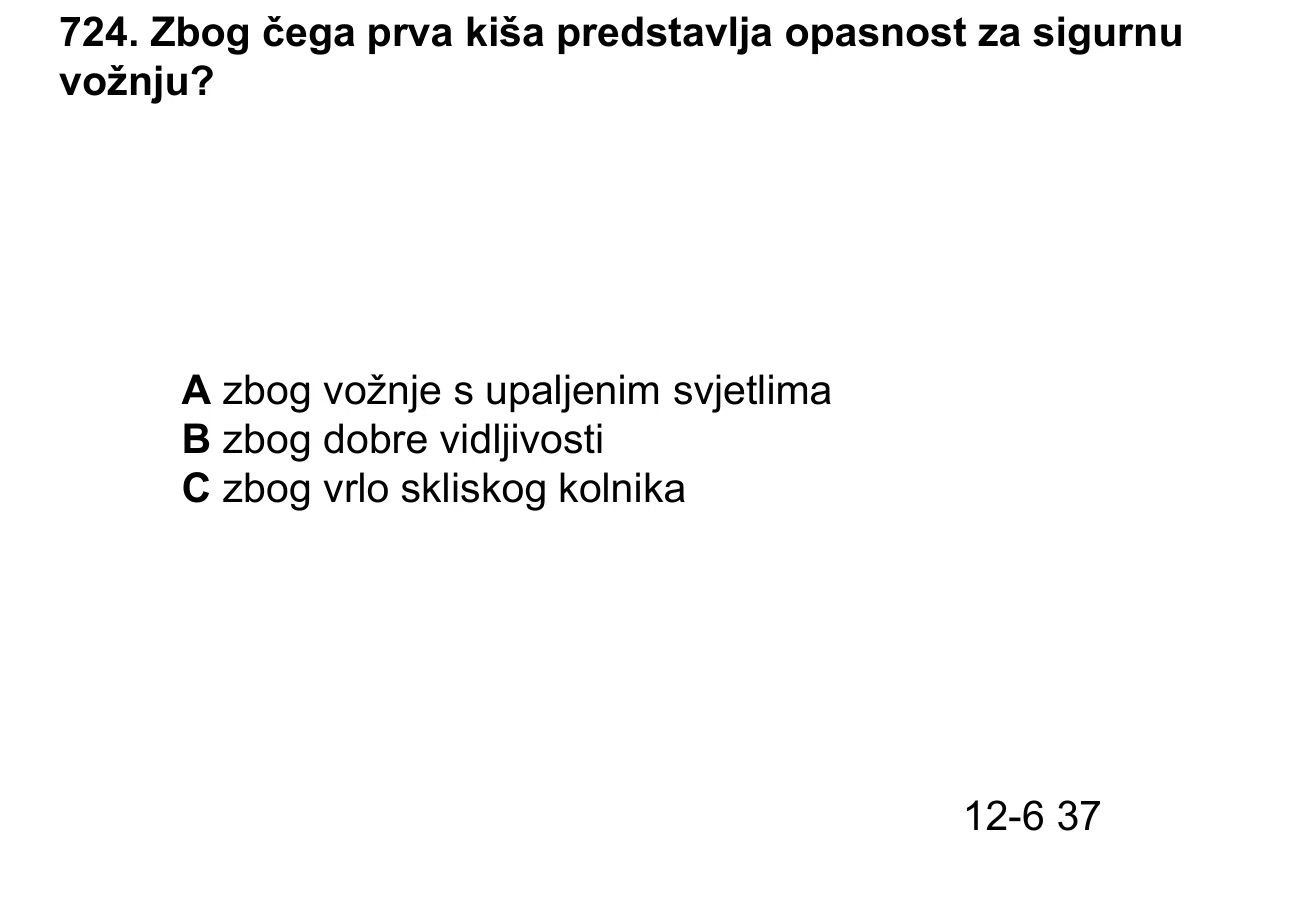 724. Zbog čega prva kiša predstavlja opasnost za sigurnu
vožnju?
A zbog vožnje s upaljenim svjetlima
B zbog dobre vidljivosti
C zbog vrlo skliskog kolnika
12-6 37